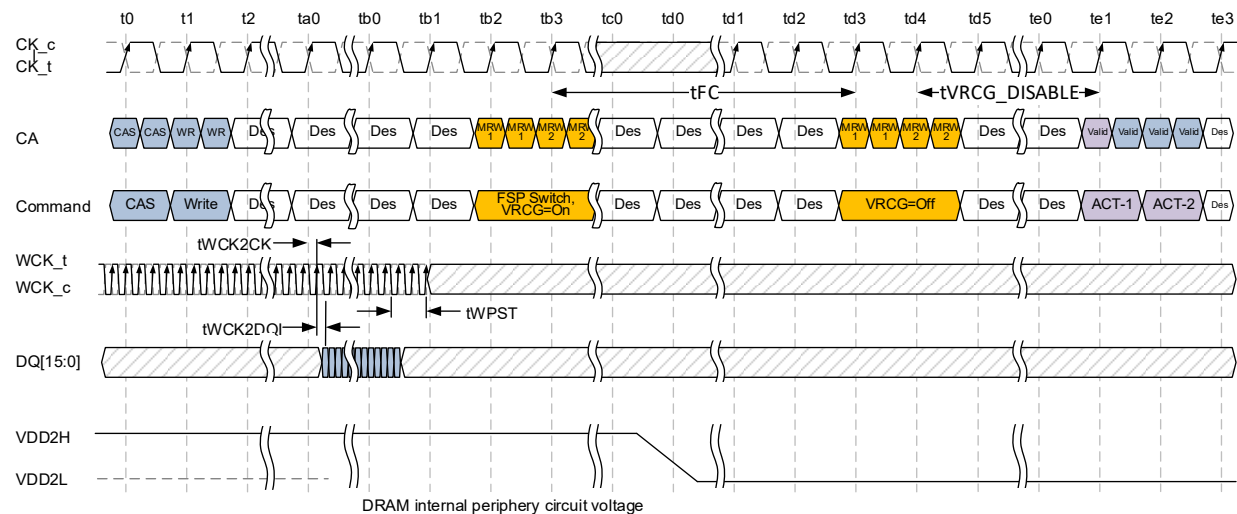 t0 t1 t2 ta0 tb0 tb1 tb2 tb3 tc0 td0 td1 td2 td3 td4 td5 te0 te1 te2 te3
CK_c
CK_t
tFC tVRCG_DISABLE
CA CAS CAS WR WR Des Des Des Des MRW 1 MRW 1 MRW 2 MRW 2 Des Des Des Des MRW 1 MRW 1 MRW 2 MRW 2 Des Des Valid Valid Valid Valid Des
Command CAS Write Des Des Des Des FSP Switch, VRCG=On Des Des Des Des VRCG=Off Des Des ACT-1 ACT-2 Des
tWCK2CK
WCK_t
WCK_c
tWPST
tWCK2DQI
DQ[15:0]
VDD2H
VDD2L
DRAM internal periphery circuit voltage